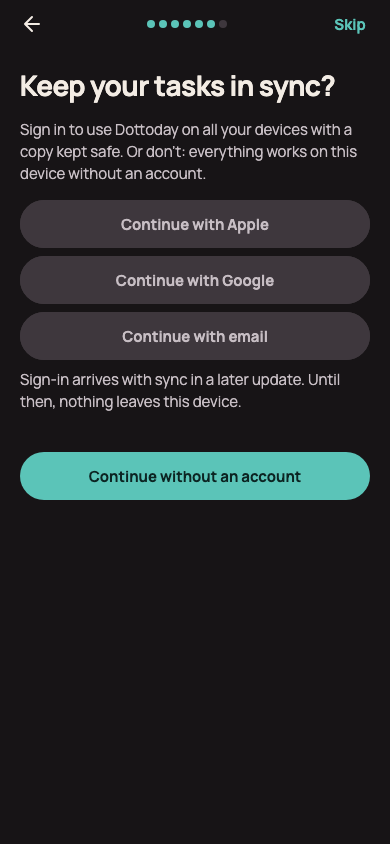 Skip
Keep your tasks in sync?
Sign in to use Dottoday on all your devices with a
copy kept safe. Or don't: everything works on this
device without an account.
Continue with Apple
Continue with Google
Continue with email
Sign-in arrives with sync in a later update. Until
then, nothing leaves this device.
Continue without an account